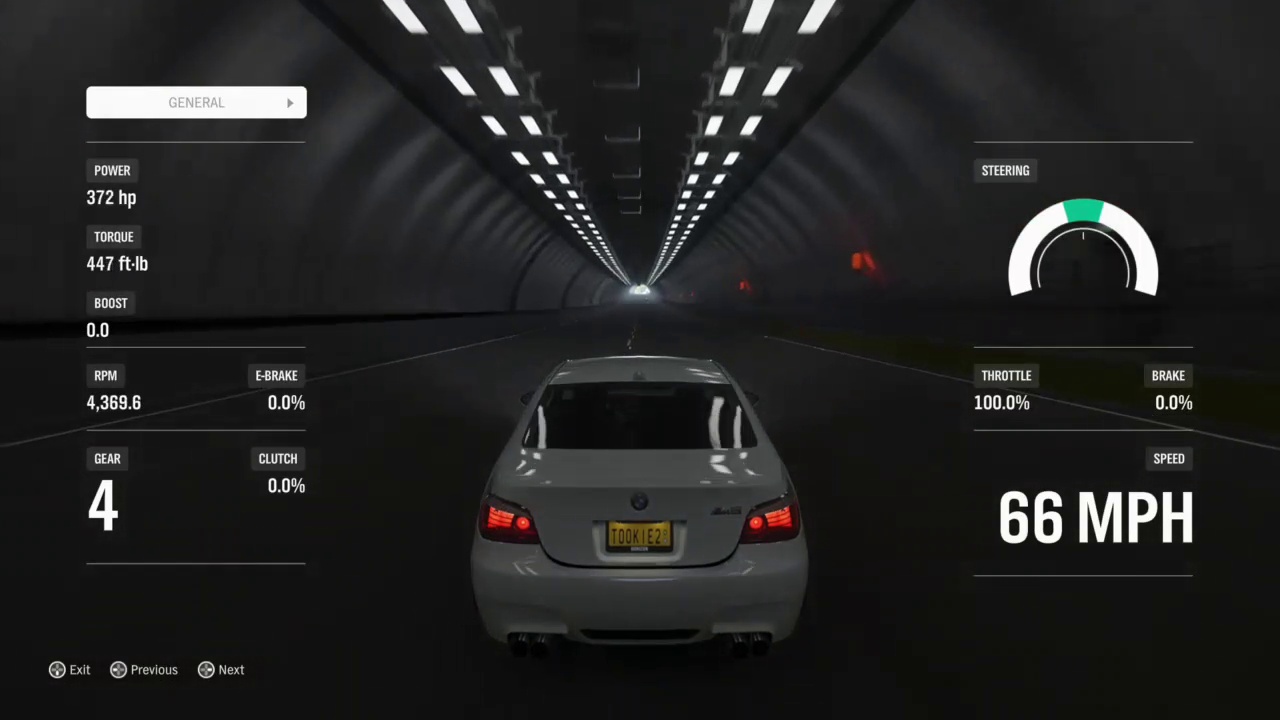 GENERAL
POWER
372 hp
TORQUE
447 ft·lb
BOOST
0.0
RPM
E-BRAKE
4,369.6
0.0%
GEAR
CLUTCH
4
0.0%
STEERING
THROTTLE
BRAKE
100.0%
0.0%
SPEED
66 MPH
TOOKIE2
Exit
Previous
Next